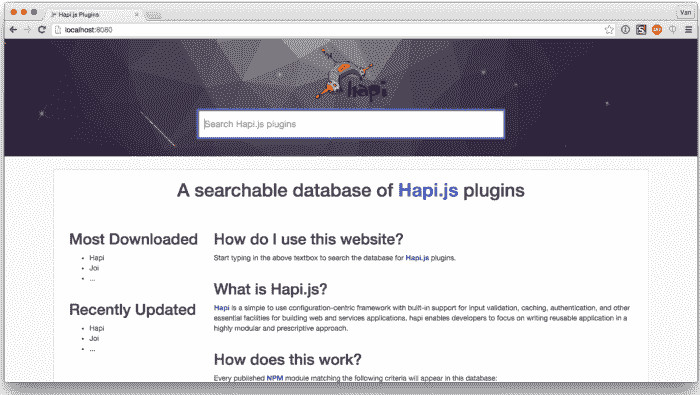 Hapi.js Plugins
Van
localhost:8080
hapi
Search Hapi.js plugins
A searchable database of Hapi.js plugins
Most Downloaded
Hapi
Joi
...
Recently Updated
Hapi
Joi
...
How do I use this website?
Start typing in the above textbox to search the database for Hapi.js plugins.
What is Hapi.js?
Hapi is a simple to use configuration-centric framework with built-in support for input validation, caching, authentication, and other
essential facilities for building web and services applications. hapi enables developers to focus on writing reusable application in a
highly modular and prescriptive approach.
How does this work?
Every published NPM module matching the following criteria will appear in this database: